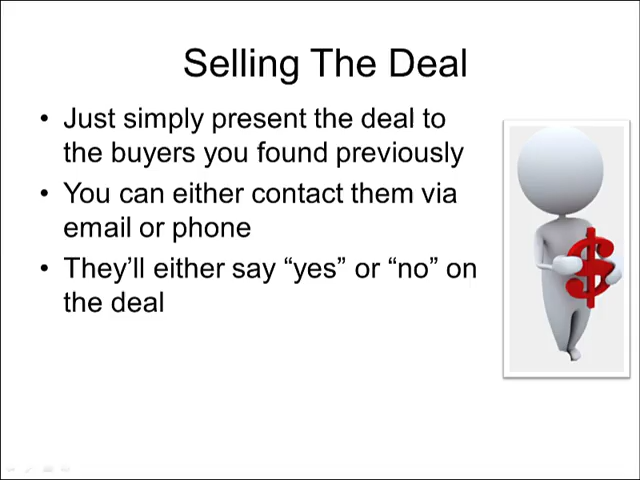 Selling The Deal
• Just simply present the deal to
the buyers you found previously
• You can either contact them via
email or phone
• They’ll either say “yes” or “no” on
the deal